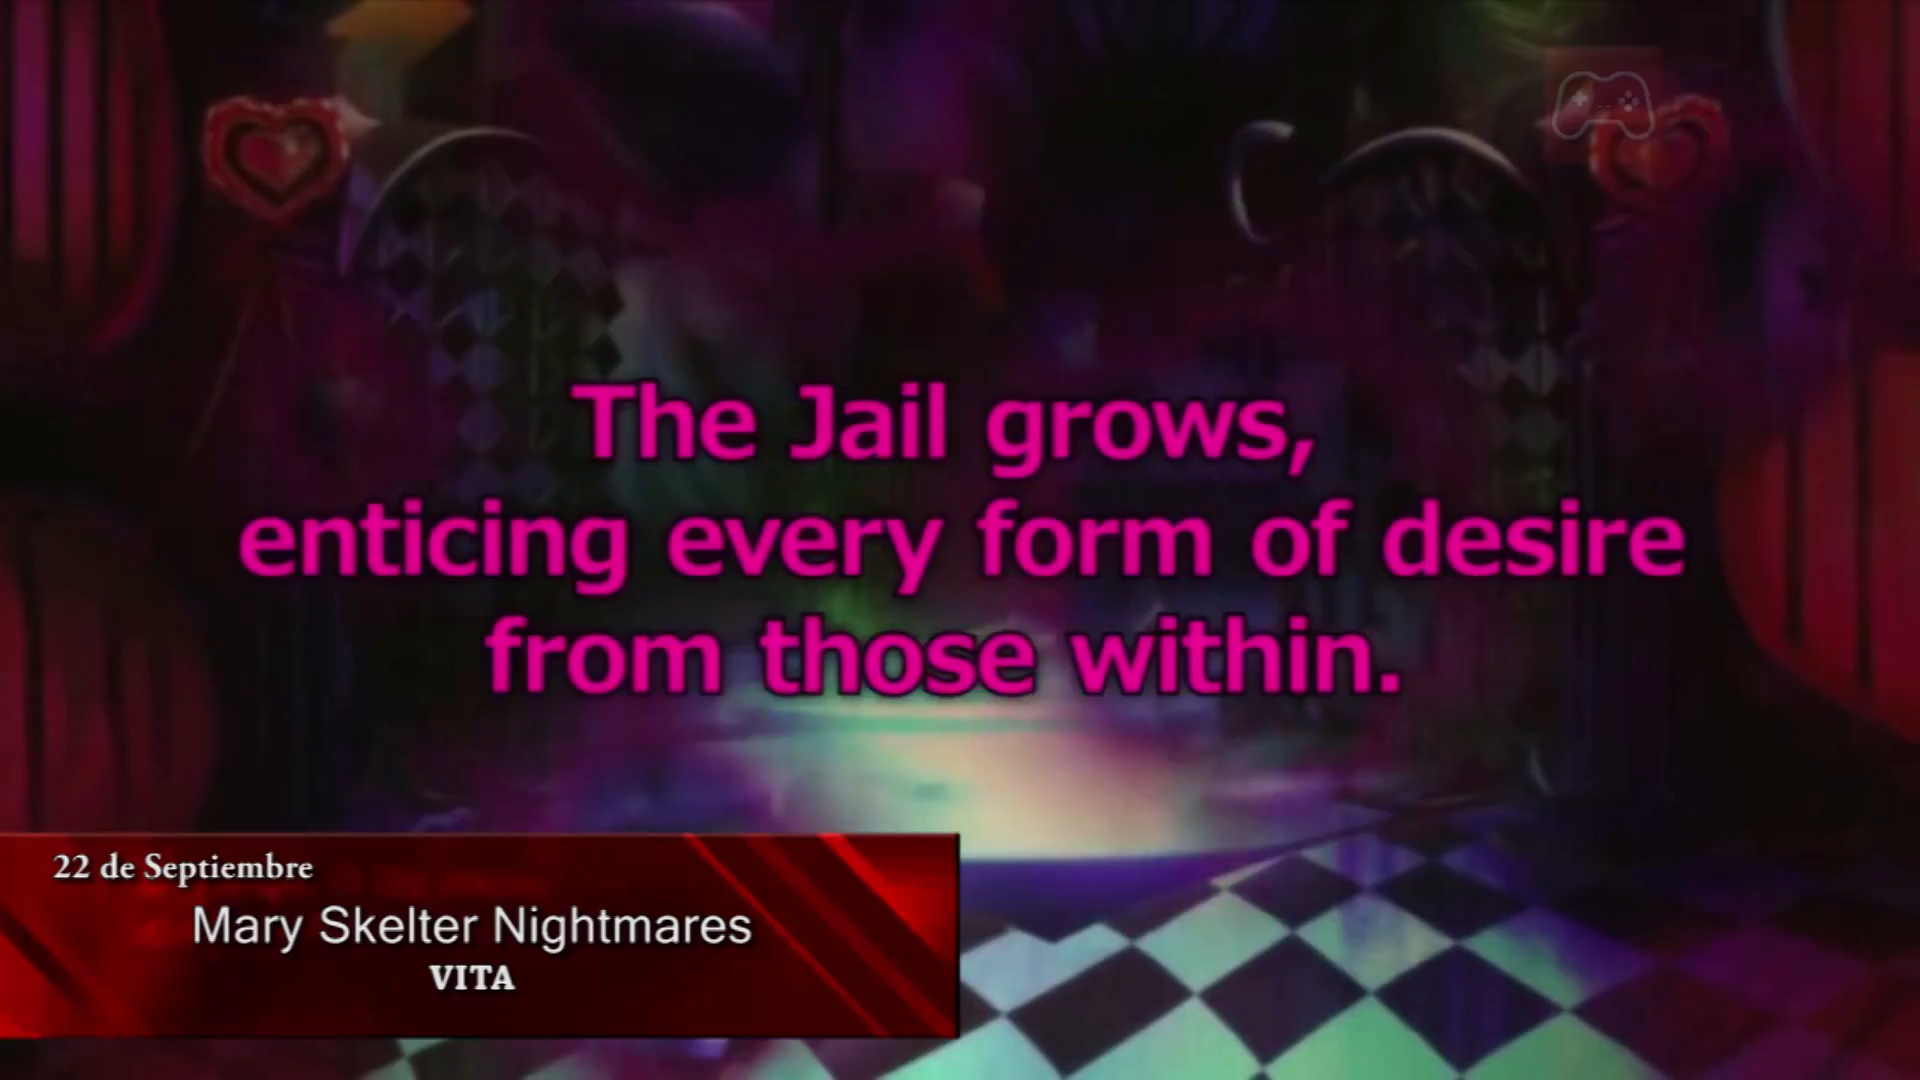 The Jail grows,
enticing every form of desire
from those within.
22 de Septiembre
Mary Skelter Nightmares
VITA